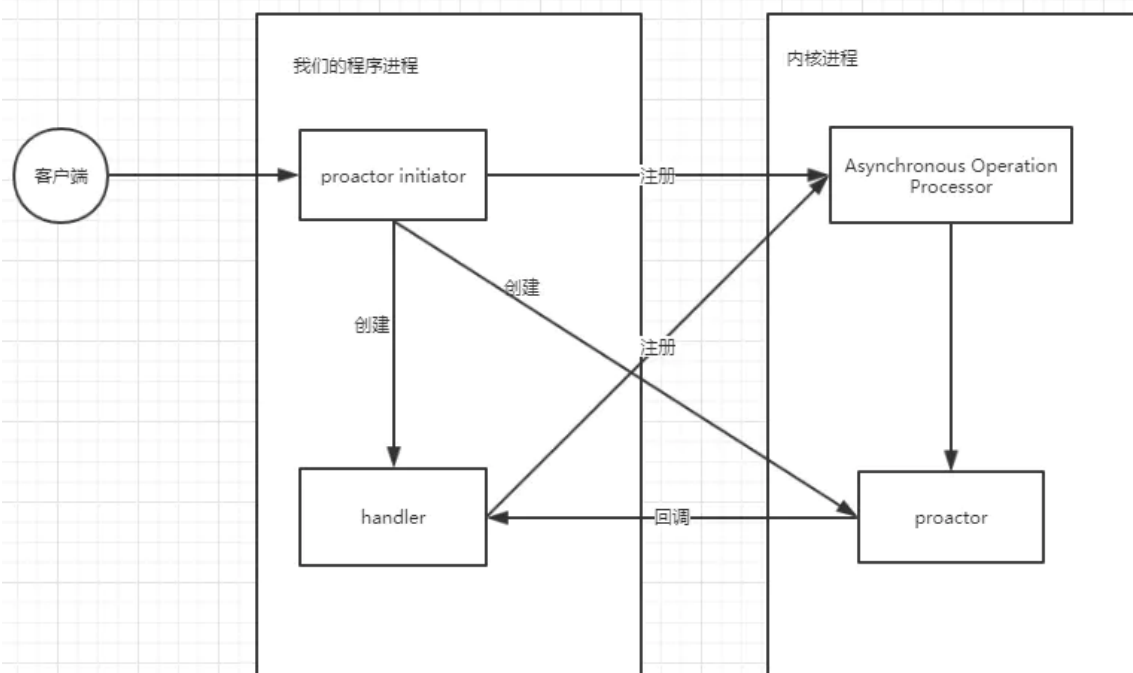 我们的程序进程
内核进程
客户端
proactor initiator
注册
Asynchronous Operation
Processor
创建
创建
注册
handler
回调
proactor